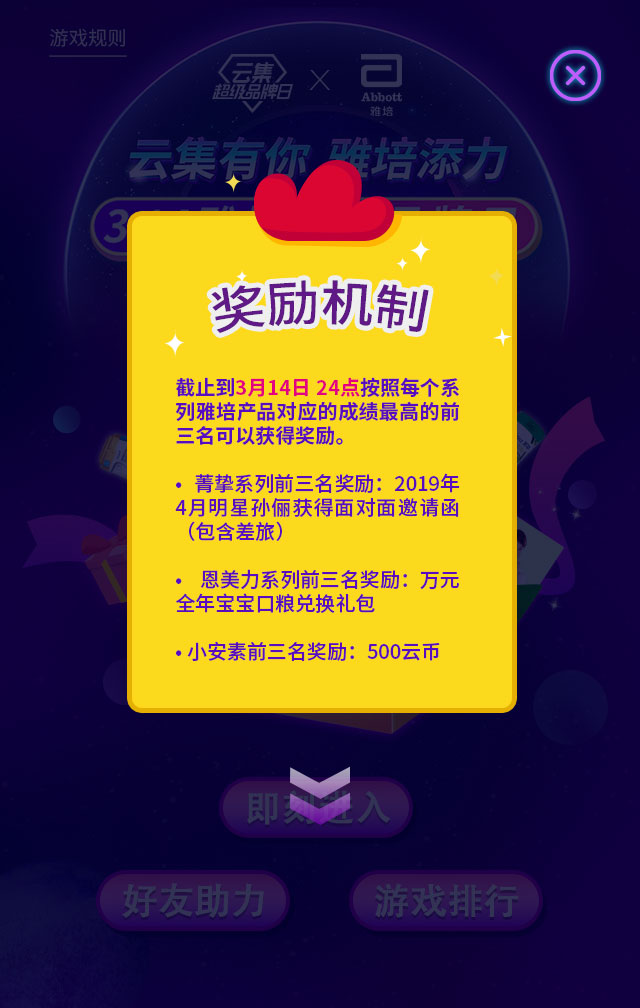 游戏规则
云集
超级品牌日
Abbott
雅培
云集有你 雅培添力
奖励机制
截止到3月14日 24点按照每个系
列雅培产品对应的成绩最高的前
三名可以获得奖励。
• 菁挚系列前三名奖励：2019年
4月明星孙俪获得面对面邀请函
（包含差旅）
• 恩美力系列前三名奖励：万元
全年宝宝口粮兑换礼包
• 小安素前三名奖励：500云币
即刻进入
好友助力
游戏排行